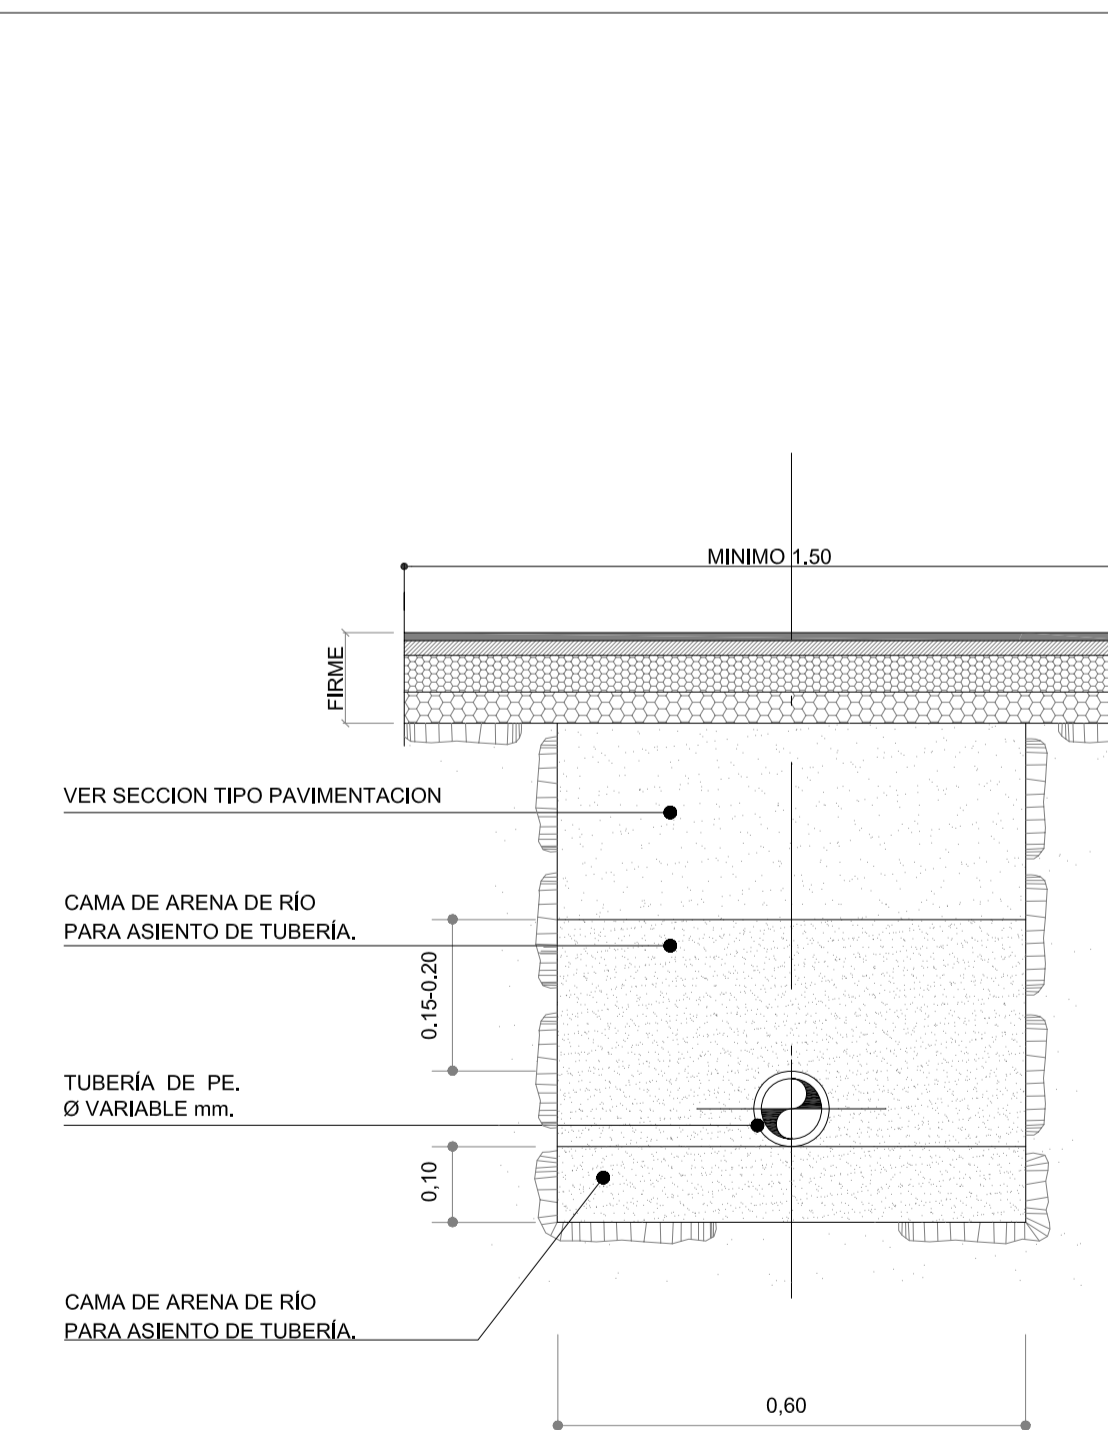 MINIMO 1.50
FIRME
VER SECCION TIPO PAVIMENTACION
CAMA DE ARENA DE RÍO
PARA ASIENTO DE TUBERÍA.
0.15-0.20
TUBERÍA DE PE.
Ø VARIABLE mm.
0,10
CAMA DE ARENA DE RÍO
PARA ASIENTO DE TUBERÍA.
0,60